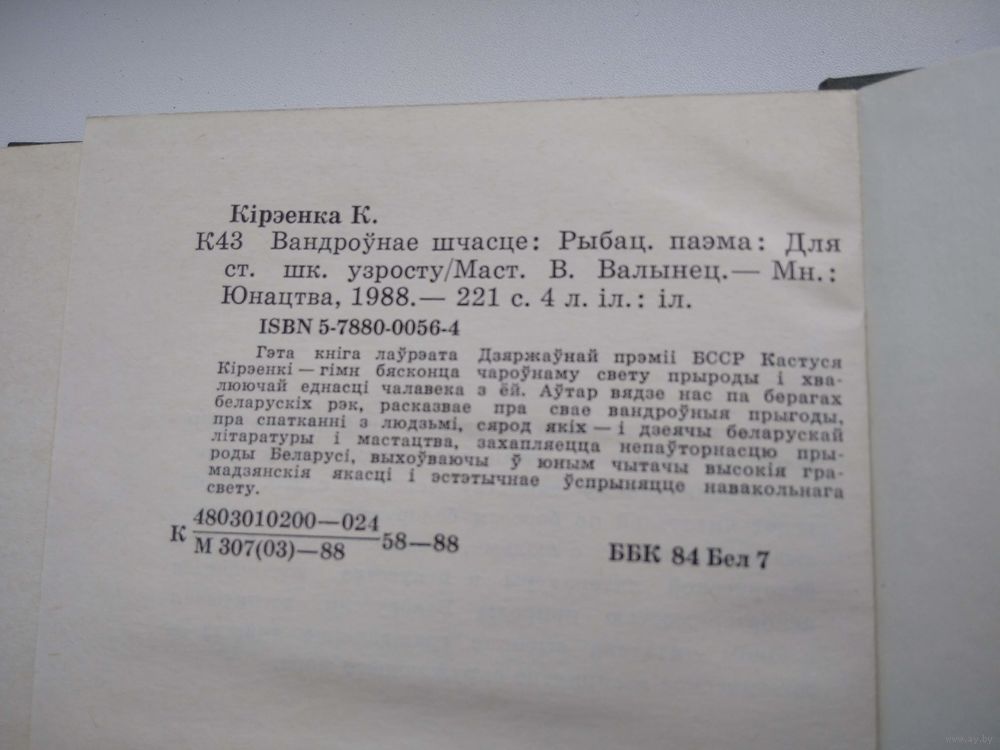 Кірэенка К.
К43 Вандроўнае шчасце: Рыбац. паэма: Для
ст. шк. узросту/Маст. В. Валынец.— Мн.:
Юнацтва, 1988.— 221 с. 4 л. іл.: іл.
ISBN 5-7880-0056-4
Гэта кніга лаўрэата Дзяржаўнай прэміі БССР Кастуся
Кірэенкі — гімн бясконца чароўнаму свету прыроды і хва-
люючай еднасці чалавека з ёй. Аўтар вядзе нас па берагах
беларускіх рэк, расказвае пра свае вандроўныя прыгоды,
пра спатканні з людзьмі, сярод якіх — і дзеячы беларускай
літаратуры і мастацтва, захапляецца непаўторнасцю пры-
роды Беларусі, выхоўваючы ў юным чытачы высокія гра-
мадзянскія якасці і эстэтычнае ўспрыняцце навакольнага
свету.
К 4803010200—024
М 307(03)—88 58—88
ББК 84 Бел 7
www.ay.by